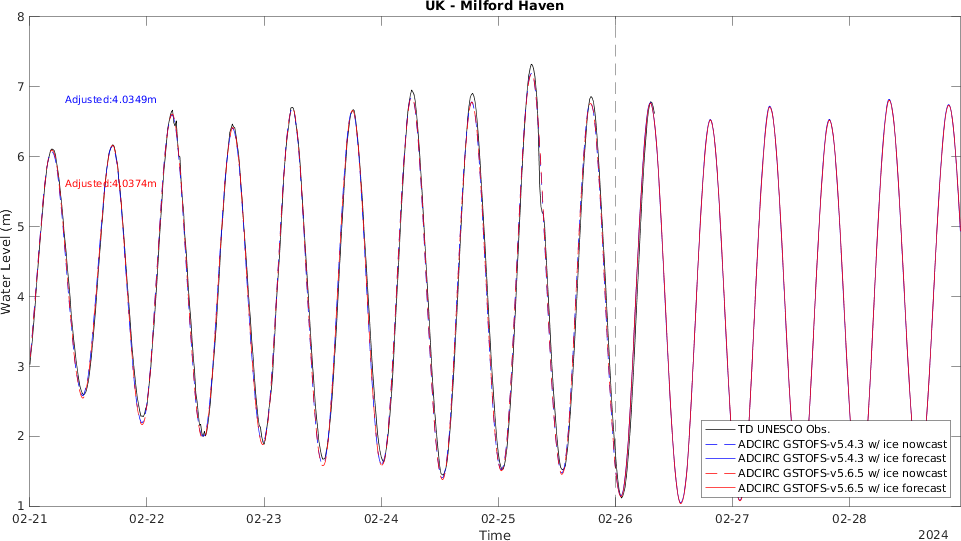 UK - Milford Haven
8
7
6
5
4
3
2
1
Water Level (m)
Adjusted:4.0349m
Adjusted:4.0374m
TD UNESCO Obs.
ADCIRC GSTOFS-v5.4.3 w/ ice nowcast
ADCIRC GSTOFS-v5.4.3 w/ ice forecast
ADCIRC GSTOFS-v5.6.5 w/ ice nowcast
ADCIRC GSTOFS-v5.6.5 w/ ice forecast
02-21 02-22 02-23 02-24 02-25 02-26 02-27 02-28
Time
2024